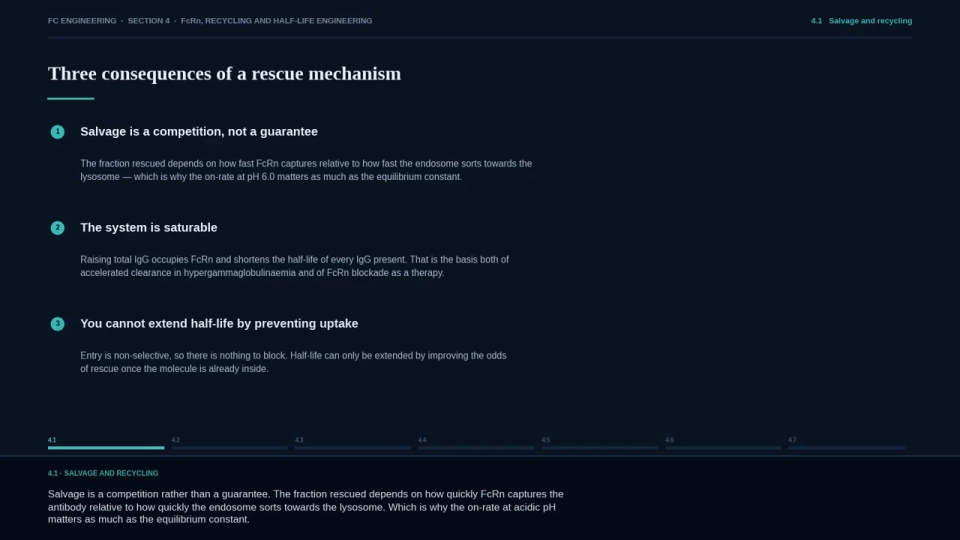 FC ENGINEERING · SECTION 4 · FcRn, RECYCLING AND HALF-LIFE ENGINEERING
4.1 Salvage and recycling
Three consequences of a rescue mechanism
1 Salvage is a competition, not a guarantee
The fraction rescued depends on how fast FcRn captures relative to how fast the endosome sorts towards the
lysosome — which is why the on-rate at pH 6.0 matters as much as the equilibrium constant.
2 The system is saturable
Raising total IgG occupies FcRn and shortens the half-life of every IgG present. That is the basis both of
accelerated clearance in hypergammaglobulinaemia and of FcRn blockade as a therapy.
3 You cannot extend half-life by preventing uptake
Entry is non-selective, so there is nothing to block. Half-life can only be extended by improving the odds
of rescue once the molecule is already inside.
4.1 4.2 4.3 4.4 4.5 4.6 4.7
4.1 · SALVAGE AND RECYCLING
Salvage is a competition rather than a guarantee. The fraction rescued depends on how quickly FcRn captures the
antibody relative to how quickly the endosome sorts towards the lysosome. Which is why the on-rate at acidic pH
matters as much as the equilibrium constant.